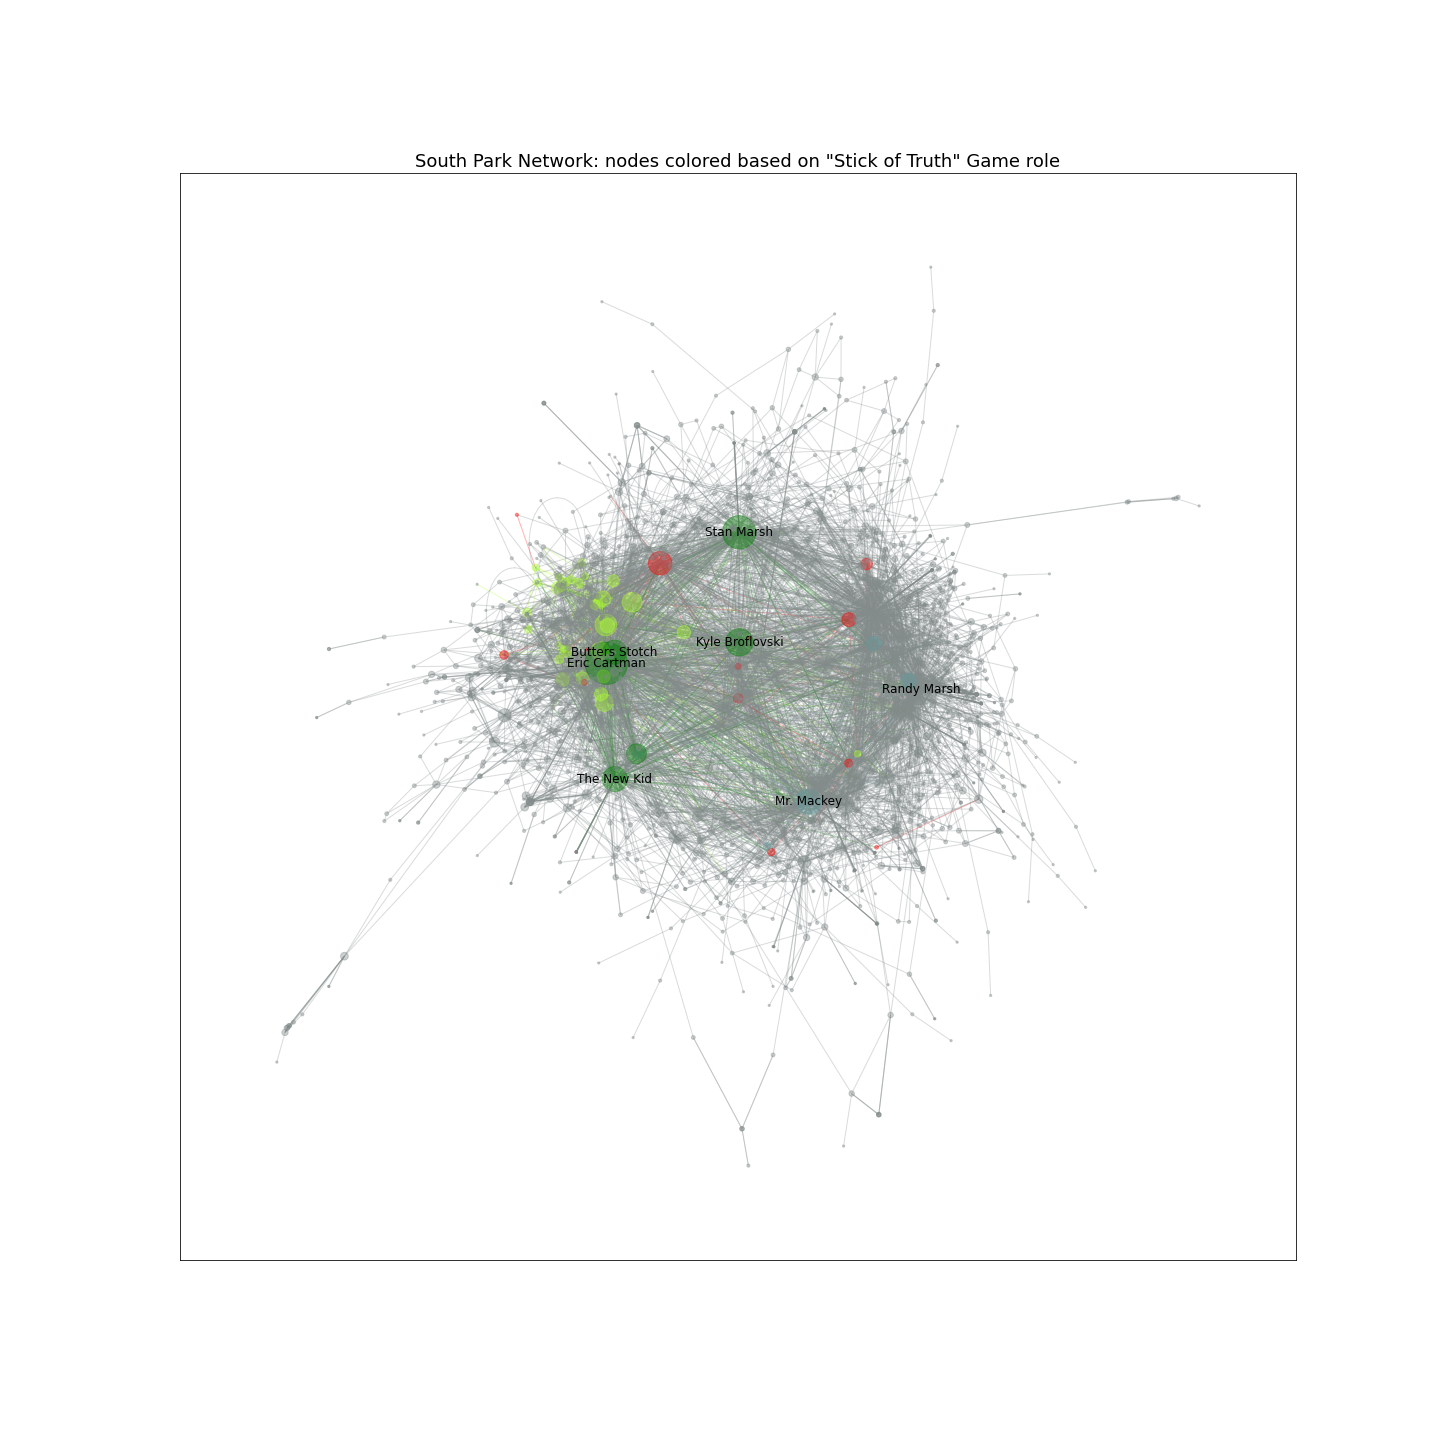 South Park Network: nodes colored based on "Stick of Truth" Game role
Stan Marsh
Kyle Broflovski
Butters Stotch
Eric Cartman
Randy Marsh
The New Kid
Mr. Mackey